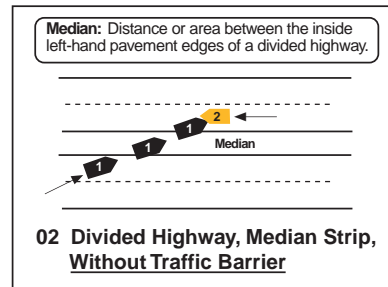 Median: Distance or area between the inside
left-hand pavement edges of a divided highway.
2
1
1
Median
1
02 Divided Highway, Median Strip,
Without Traffic Barrier